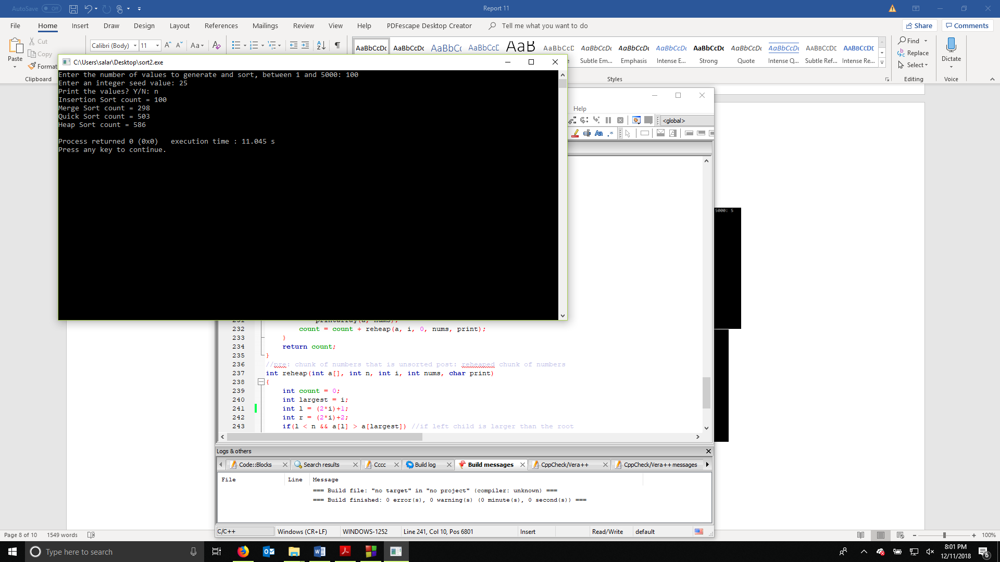 AutoSave Off
Report 11
File Home Insert Draw Design Layout References Mailings Review View Help PDFescape Desktop Creator Tell me what you want to do Share Comments
Paste
Cut
Copy
Format
Clipboard
Calibri (Body) 11
Aa
AaBbCcDc AaBbCcDc AaBbCc AaBbCcD AaB AaBbCcD AaBbCcDc AaBbCcDc AaBbCcDc AaBbCcDc AaBbCcDc AaBbCcDc AABBCCDE AABBCCDE
Subtle Em... Emphasis Intense E... Strong Quote Intense Q... Subtle Ref... Intense Re...
Styles
Find
Replace
Select
Editing
Dictate
Voice
C:\Users\salar\Desktop\sort2.exe
Enter the number of values to generate and sort, between 1 and 5000: 100
Enter an integer seed value: 25
Print the values? Y/N: n
Insertion Sort count = 100
Merge Sort count = 298
Quick Sort count = 503
Heap Sort count = 586
Process returned 0 (0x0)   execution time : 11.045 s
Press any key to continue.
Help
<global>
5000: 5
231 printarray(a, nums);
232 count = count + reheap(a, i, 0, nums, print);
233 }
234 return count;
235 }
236 //pre: chunk of numbers that is unsorted post: reheaped chunk of numbers
237 int reheap(int a[], int n, int i, int nums, char print)
238 {
239 int count = 0;
240 int largest = i;
241 int l = (2*i)+1;
242 int r = (2*i)+2;
243 if(l < n && a[l] > a[largest]) //if left child is larger than the root
Logs & others
Code::Blocks Search results Cccc Build log Build messages CppCheck/Vera++ CppCheck/Vera++ messages
File Line Message
=== Build file: "no target" in "no project" (compiler: unknown) ===
=== Build finished: 0 error(s), 0 warning(s) (0 minute(s), 0 second(s)) ===
C/C++ Windows (CR+LF) WINDOWS-1252 Line 241, Col 10, Pos 6801 Insert Read/Write default
Page 8 of 10 1549 words 100%
Type here to search
8:01 PM
12/11/2018
6